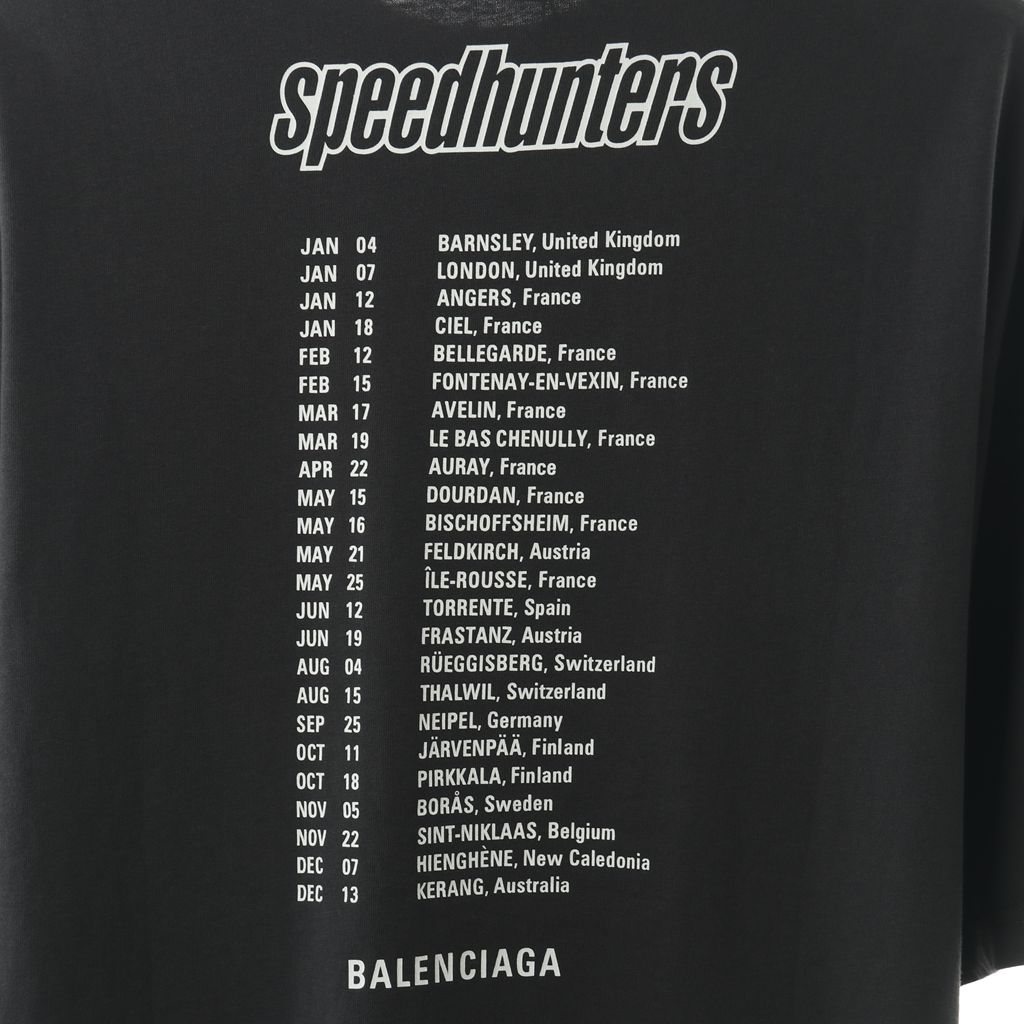 speedhunters
JAN 04 BARNSLEY, United Kingdom
JAN 07 LONDON, United Kingdom
JAN 12 ANGERS, France
JAN 18 CIEL, France
FEB 12 BELLEGARDE, France
FEB 15 FONTENAY-EN-VEXIN, France
MAR 17 AVELIN, France
MAR 19 LE BAS CHENULLY, France
APR 22 AURAY, France
MAY 15 DOURDAN, France
MAY 16 BISCHOFFSHEIM, France
MAY 21 FELDKIRCH, Austria
MAY 25 ÎLE-ROUSSE, France
JUN 12 TORRENTE, Spain
JUN 19 FRASTANZ, Austria
AUG 04 RÜEGGISBERG, Switzerland
AUG 15 THALWIL, Switzerland
SEP 25 NEIPEL, Germany
OCT 11 JÄRVENPÄÄ, Finland
OCT 18 PIRKKALA, Finland
NOV 05 BORÅS, Sweden
NOV 22 SINT-NIKLAAS, Belgium
DEC 07 HIENGHÈNE, New Caledonia
DEC 13 KERANG, Australia
BALENCIAGA